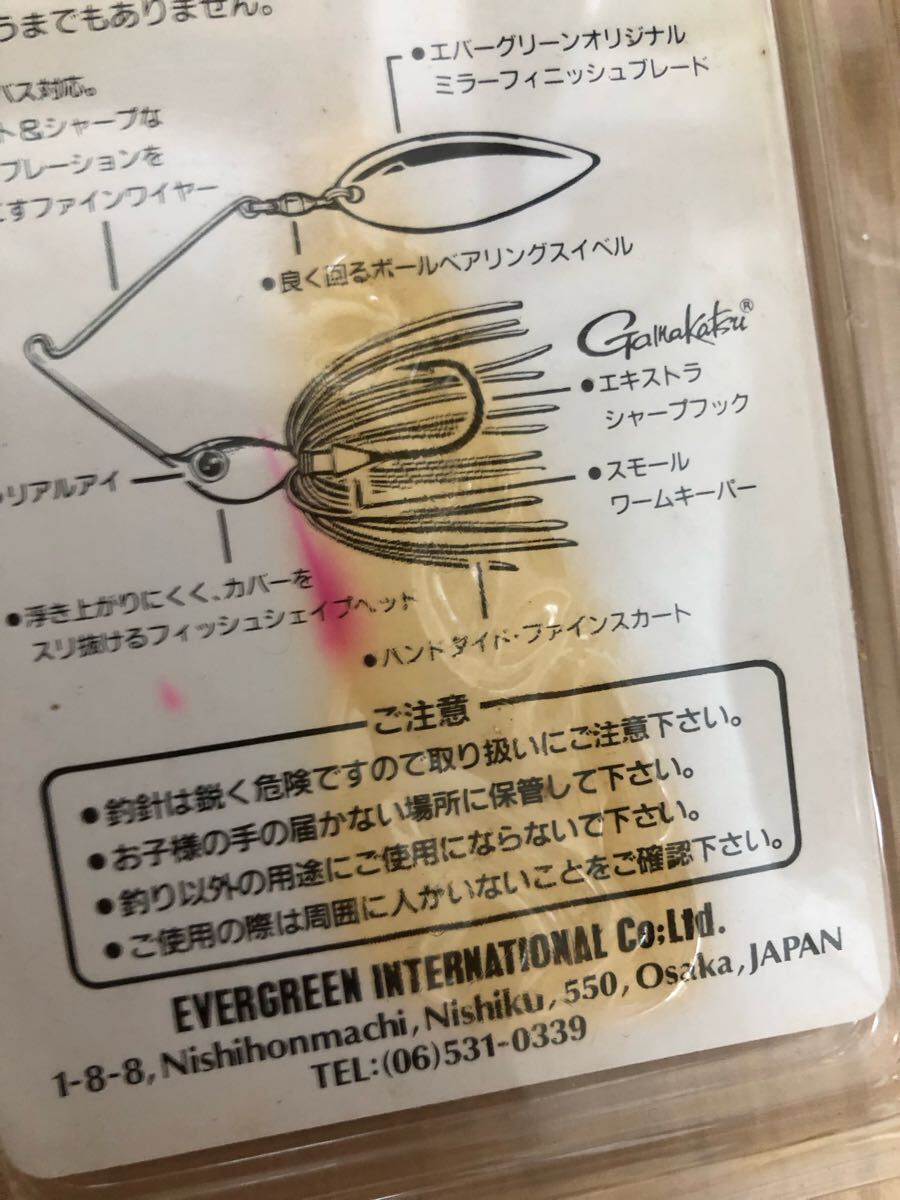 うまでもありません。
バス対応。
ト&シャープな
ブレーションを
こすファインワイヤー
●エバーグリーンオリジナル
ミラーフィニッシュブレード
●良く回るボールベアリングスイベル
Gamakatsu®
●エキストラ
シャープフック
●スモール
ワームキーパー
リアルアイ
●浮き上がりにくく、カバーを
スリ抜けるフィッシュシェイプヘット
●ハンドタイド・ファインスカート
ご注意
●釣針は鋭く危険ですので取り扱いにご注意下さい。
●お子様の手の届かない場所に保管して下さい。
●釣り以外の用途にご使用にならないで下さい。
●ご使用の際は周囲に人がいないことをご確認下さい。
EVERGREEN INTERNATIONAL Co;Ltd.
1-8-8, Nishihonmachi, Nishiku, 550, Osaka, JAPAN
TEL:(06)531-0339